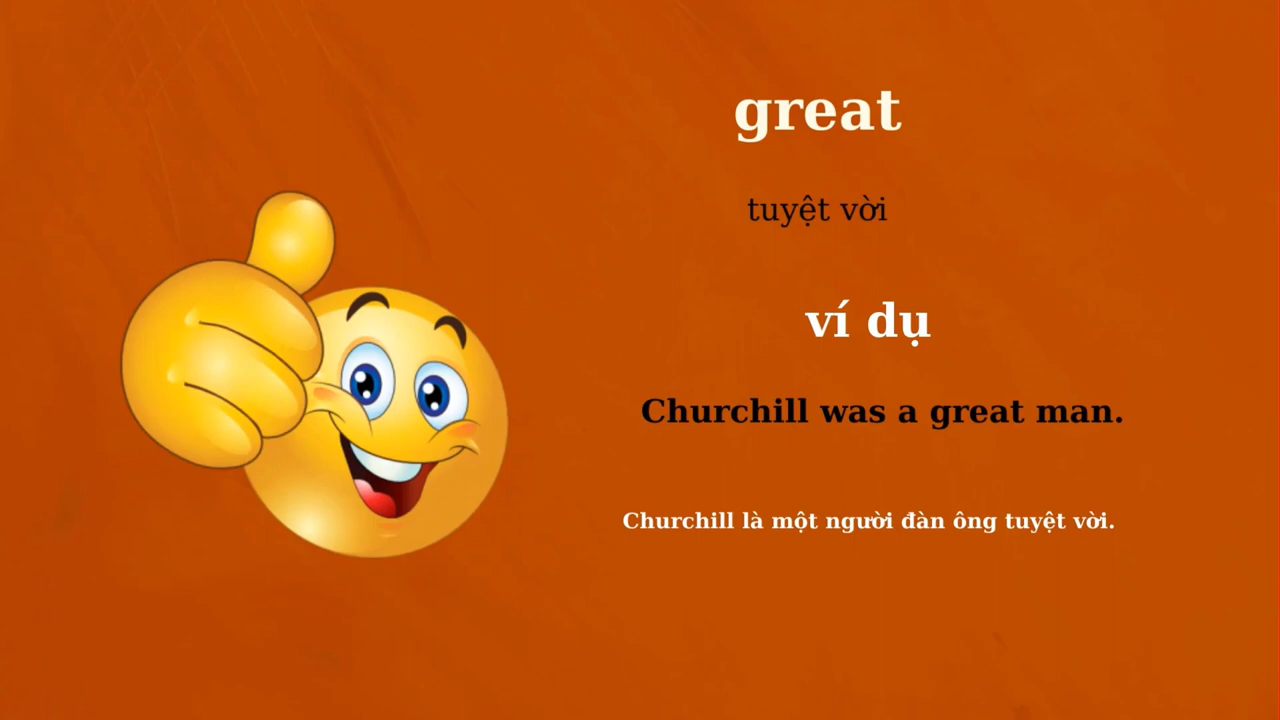 great
tuyệt vời
ví dụ
Churchill was a great man.
Churchill là một người đàn ông tuyệt vời.